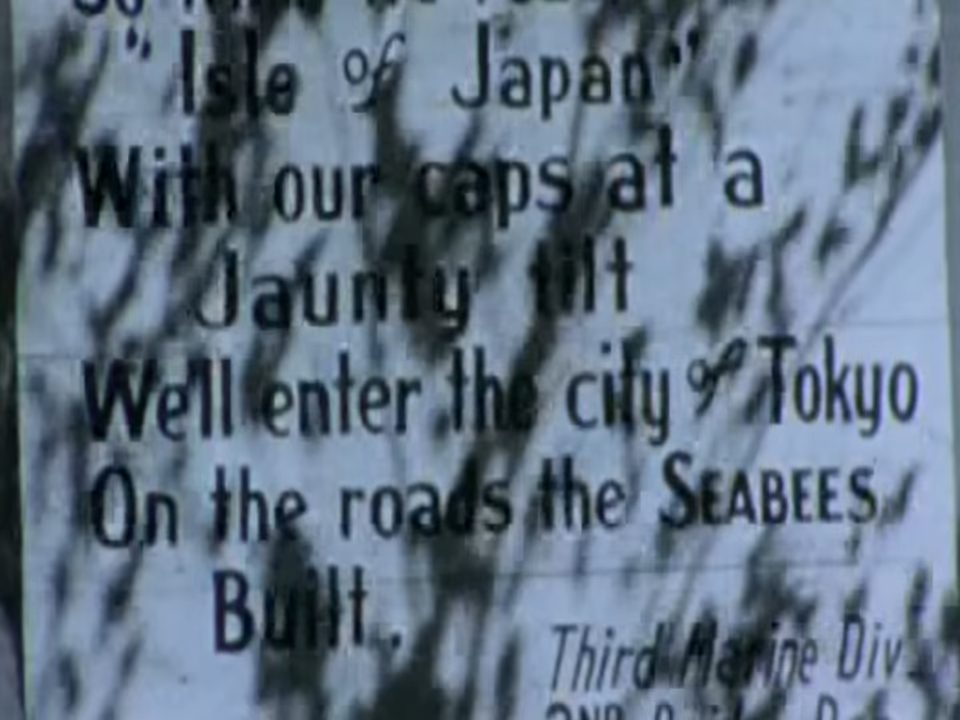 "Isle of Japan"
With our caps at a
Jaunty tilt
We'll enter the city of Tokyo
On the roads the SEABEES
Built.
Third Marine Div.
2ND